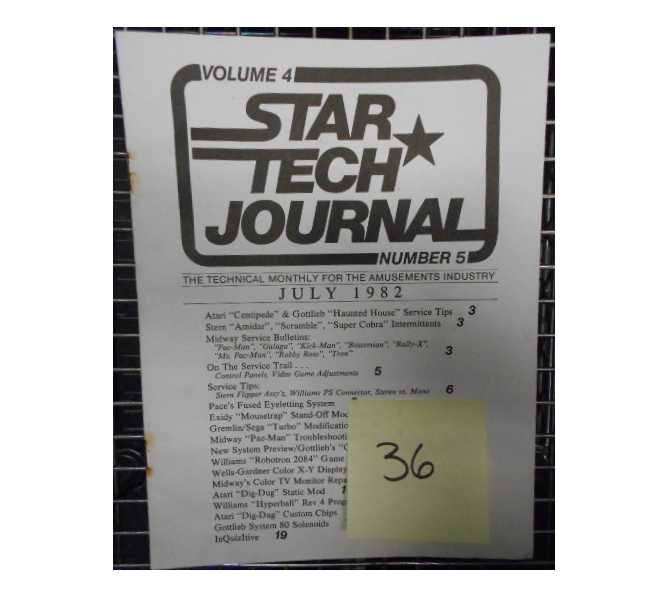 VOLUME 4
STAR
TECH
JOURNAL
NUMBER 5
THE TECHNICAL MONTHLY FOR THE AMUSEMENTS INDUSTRY
JULY 1982
Atari "Centipede" & Gottlieb "Haunted House" Service Tips 3
Stern "Amidar", "Scramble", "Super Cobra" Intermittents 3
Midway Service Bulletins:
"Pac-Man", "Galaga", "Kick-Man", "Bosconian", "Rally-X",
"Ms. Pac-Man", "Robby Roto", "Tron" 3
On The Service Trail . . .
Control Panels, Video Game Adjustments 5
Service Tips:
Stern Flipper Assy's, Williams PS Connector, Stereo vs. Mono 6
Pace's Fused Eyeletting System
Exidy "Mousetrap" Stand-Off
Gremlin/Sega "Turbo"
Midway "Pac-Man"
New System Preview/Gottlieb's
Williams "Robotron 2084" Game
Wells-Gardner Color X-Y Display
Midway's Color TV Monitor
Atari "Dig-Dug" Static Mod
Williams "Hyperball" Rev 4
Atari "Dig-Dug" Custom Chips
Gottlieb System 80 Solenoids
InQuizItive 19
36